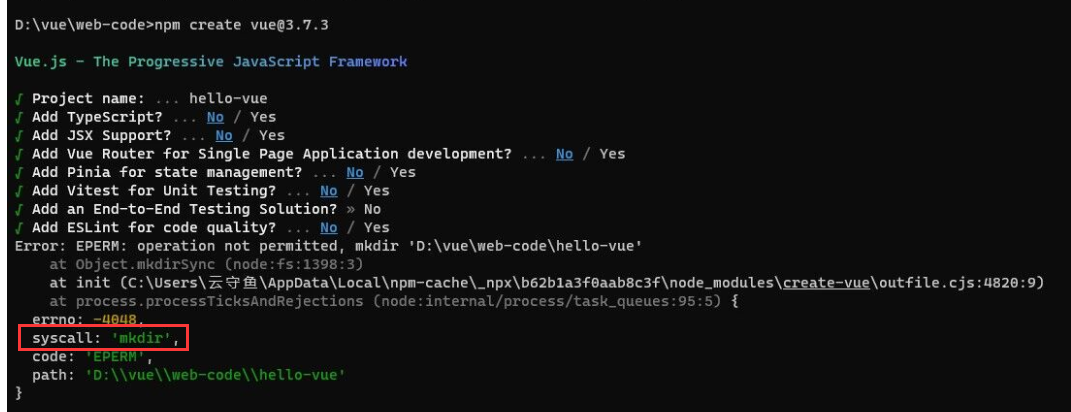 D:\vue\web-code>npm create vue@3.7.3
Vue.js - The Progressive JavaScript Framework
√ Project name: ... hello-vue
√ Add TypeScript? ... No / Yes
√ Add JSX Support? ... No / Yes
√ Add Vue Router for Single Page Application development? ... No / Yes
√ Add Pinia for state management? ... No / Yes
√ Add Vitest for Unit Testing? ... No / Yes
√ Add an End-to-End Testing Solution? » No
√ Add ESLint for code quality? ... No / Yes
Error: EPERM: operation not permitted, mkdir 'D:\vue\web-code\hello-vue'
    at Object.mkdirSync (node:fs:1398:3)
    at init (C:\Users\云守鱼\AppData\Local\npm-cache\_npx\b62b1a3f0aab8c3f\node_modules\create-vue\outfile.cjs:4820:9)
    at process.processTicksAndRejections (node:internal/process/task_queues:95:5) {
  errno: -4048,
  syscall: 'mkdir',
  code: 'EPERM',
  path: 'D:\\vue\\web-code\\hello-vue'
}